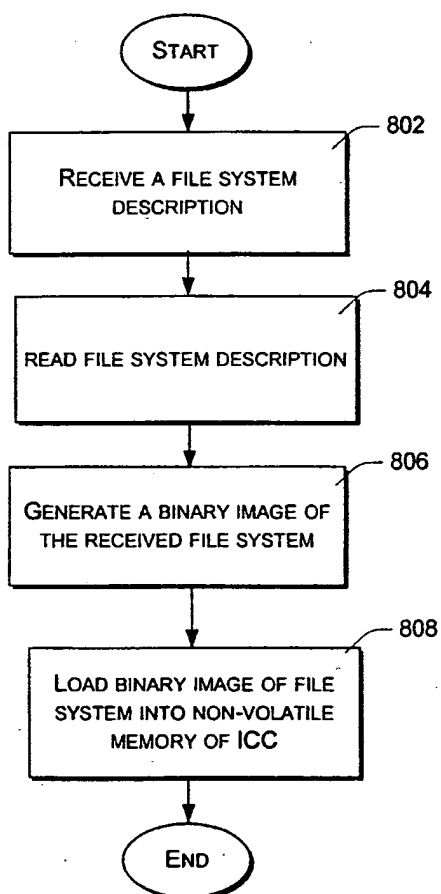 START
802
RECEIVE A FILE SYSTEM
DESCRIPTION
804
READ FILE SYSTEM DESCRIPTION
806
GENERATE A BINARY IMAGE OF
THE RECEIVED FILE SYSTEM
808
LOAD BINARY IMAGE OF FILE
SYSTEM INTO NON-VOLATILE
MEMORY OF ICC
END